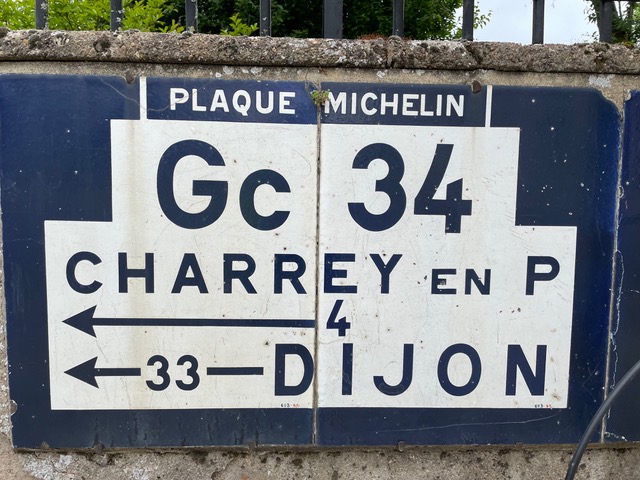 PLAQUE MICHELIN
Gc 34
CHARREY EN P
4
33 DIJON